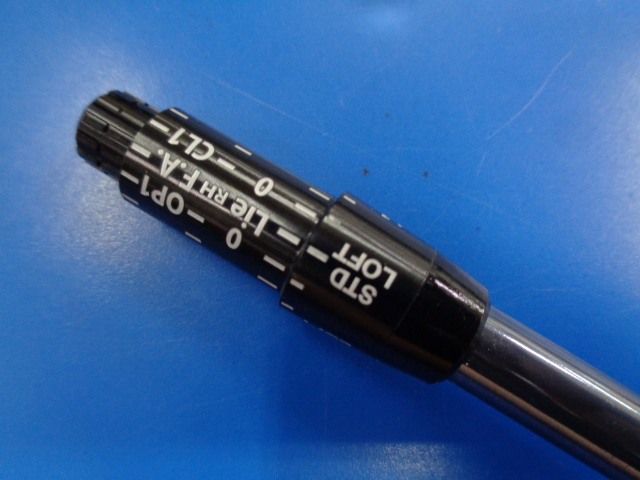 CL1
0
Lie RH F.A.
OP1
0
STD
LOFT